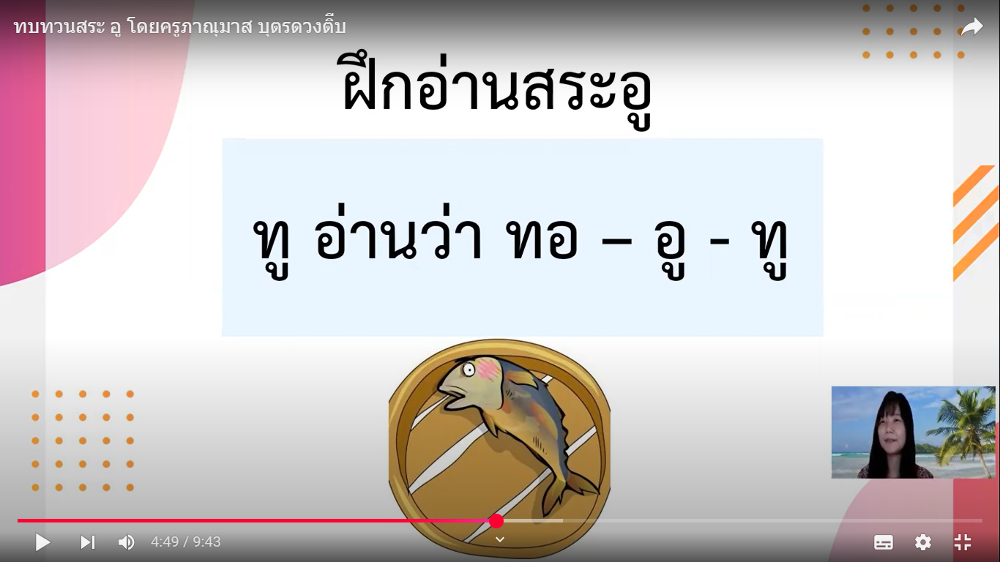 ทบทวนสระ อู โดยครูภาณุมาส บุตรดวงติ๊บ
ฝึกอ่านสระอู
ทู อ่านว่า ทอ – อู - ทู
4:49 / 9:43